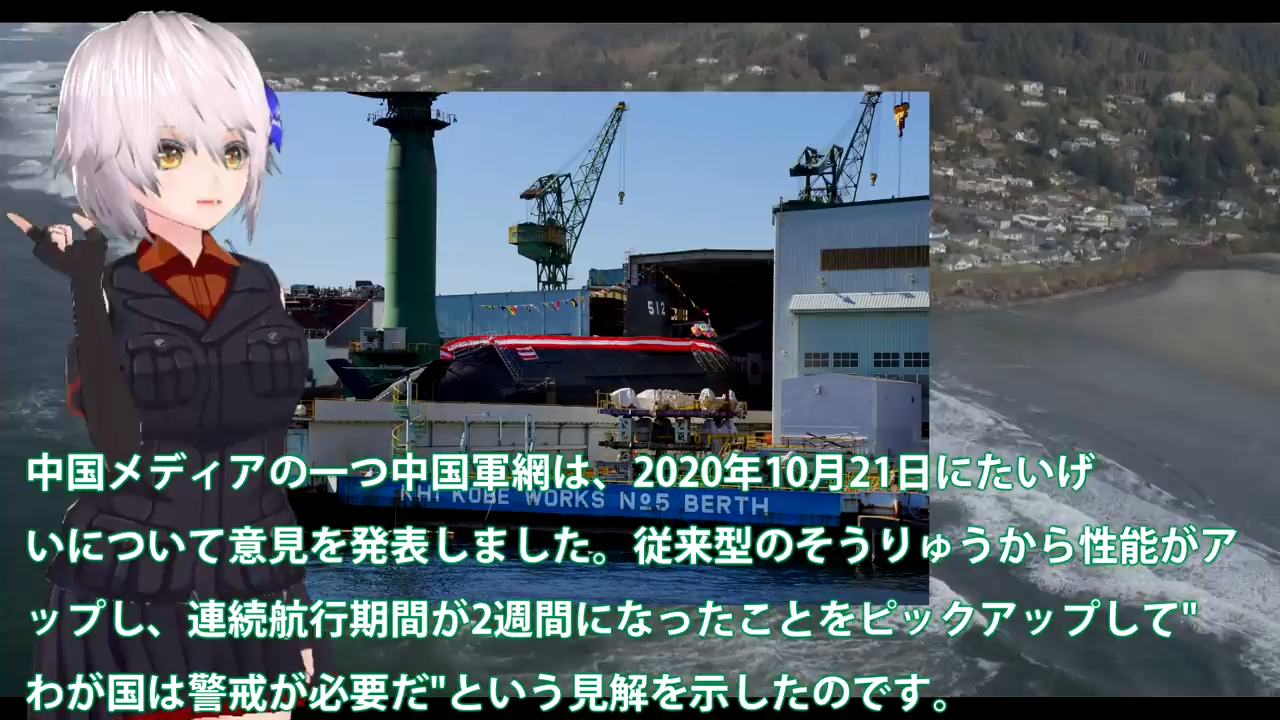 512
KHI KOBE WORKS No5 BERTH
中国メディアの一つ中国軍網は、2020年10月21日にたいげ
いについて意見を発表しました。従来型のそうりゅうから性能がア
ップし、連続航行期間が2週間になったことをピックアップして"
わが国は警戒が必要だ"という見解を示したのです。